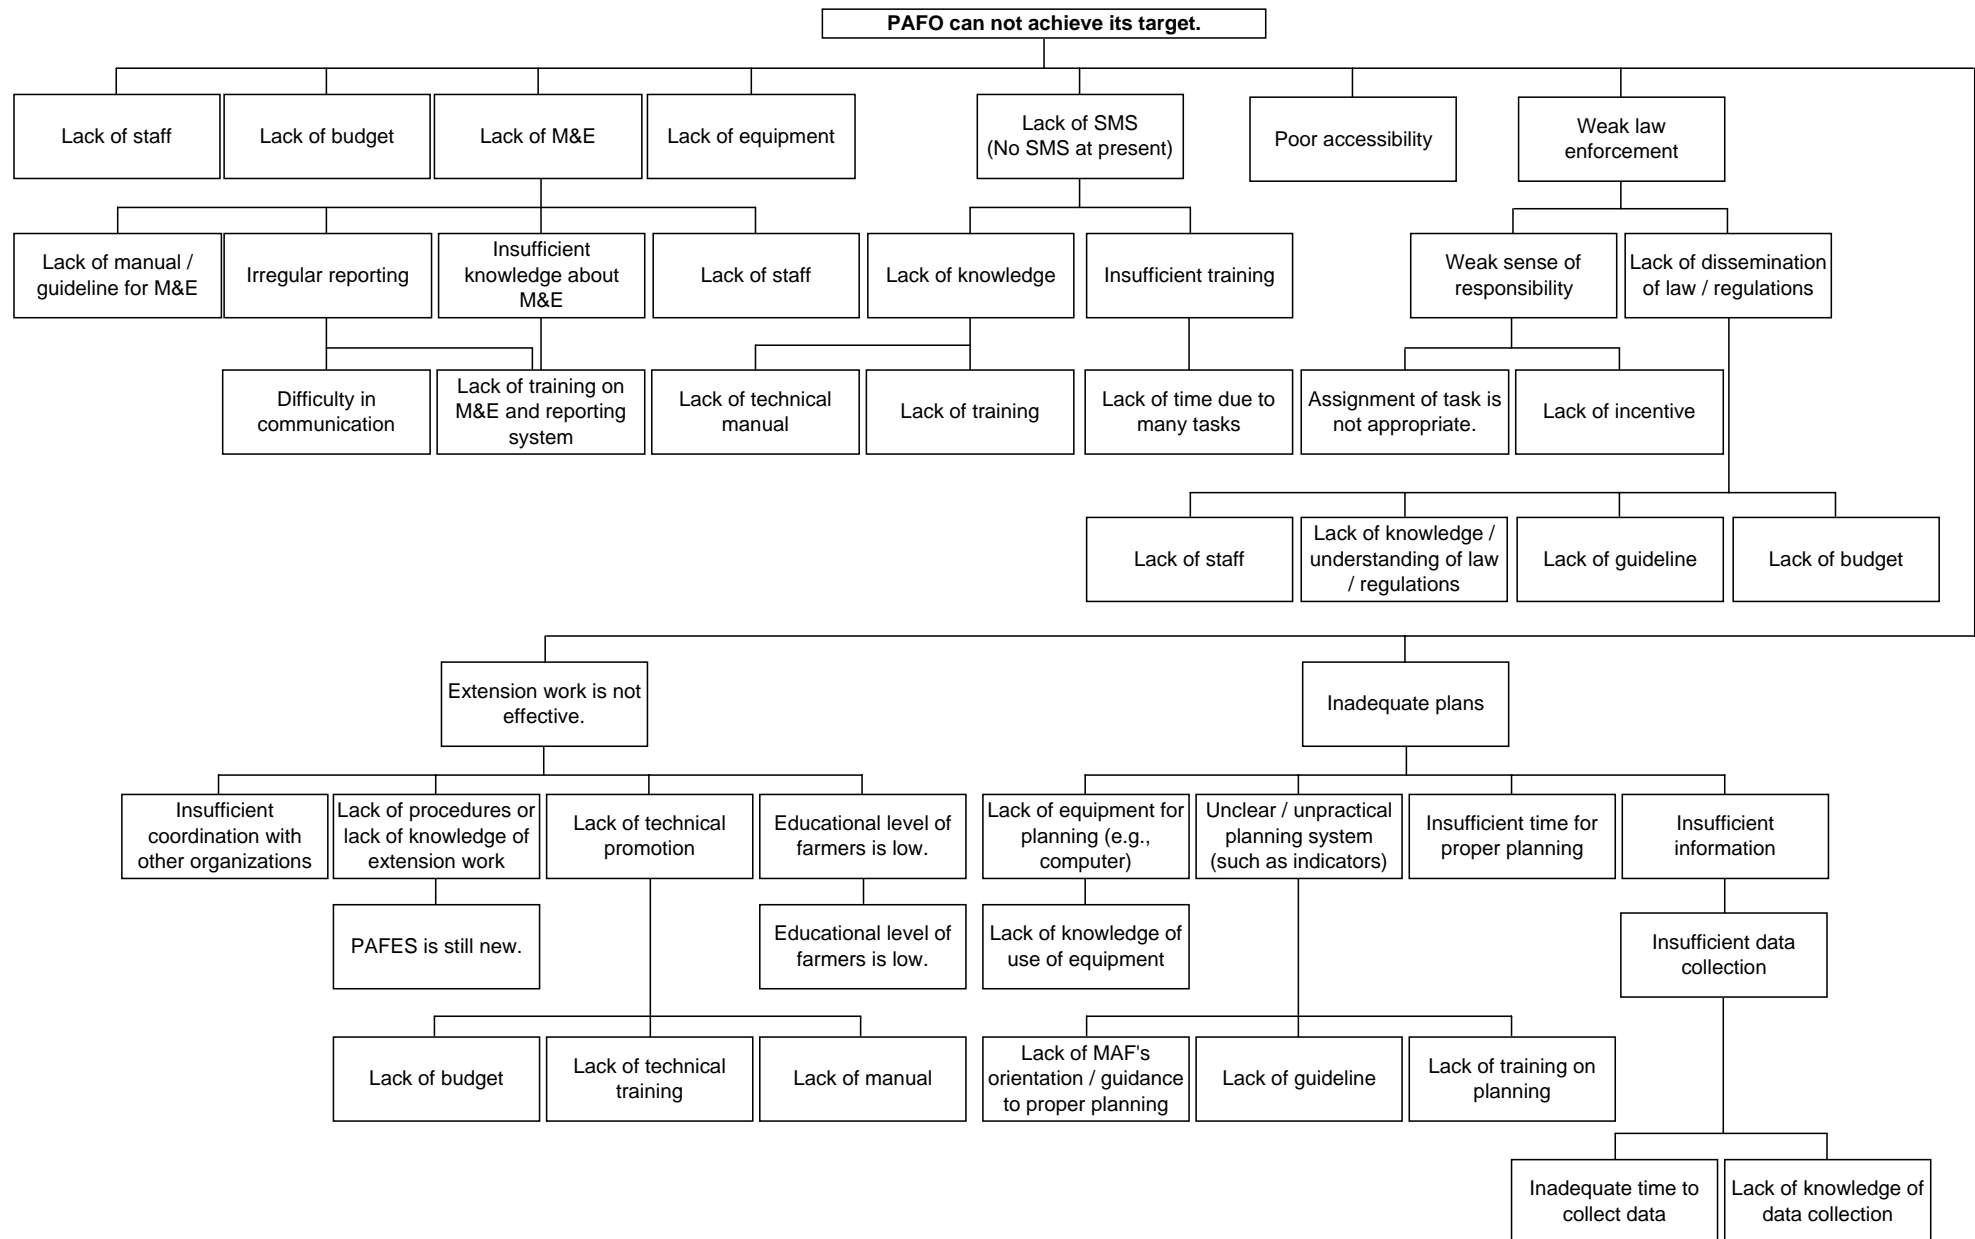 PAFO can not achieve its target.
Lack of staff
Lack of budget
Lack of M&E
Lack of equipment
Lack of SMS
(No SMS at present)
Poor accessibility
Weak law
enforcement
Lack of manual /
guideline for M&E
Irregular reporting
Insufficient
knowledge about
M&E
Lack of staff
Lack of knowledge
Insufficient training
Weak sense of
responsibility
Lack of dissemination
of law / regulations
Difficulty in
communication
Lack of training on
M&E and reporting
system
Lack of technical
manual
Lack of training
Lack of time due to
many tasks
Assignment of task is
not appropriate.
Lack of incentive
Lack of staff
Lack of knowledge /
understanding of law
/ regulations
Lack of guideline
Lack of budget
Extension work is not
effective.
Inadequate plans
Insufficient
coordination with
other organizations
Lack of procedures or
lack of knowledge of
extension work
Lack of technical
promotion
Educational level of
farmers is low.
Lack of equipment for
planning (e.g.,
computer)
Unclear / unpractical
planning system
(such as indicators)
Insufficient time for
proper planning
Insufficient
information
PAFES is still new.
Educational level of
farmers is low.
Lack of knowledge of
use of equipment
Insufficient data
collection
Lack of budget
Lack of technical
training
Lack of manual
Lack of MAF's
orientation / guidance
to proper planning
Lack of guideline
Lack of training on
planning
Inadequate time to
collect data
Lack of knowledge of
data collection